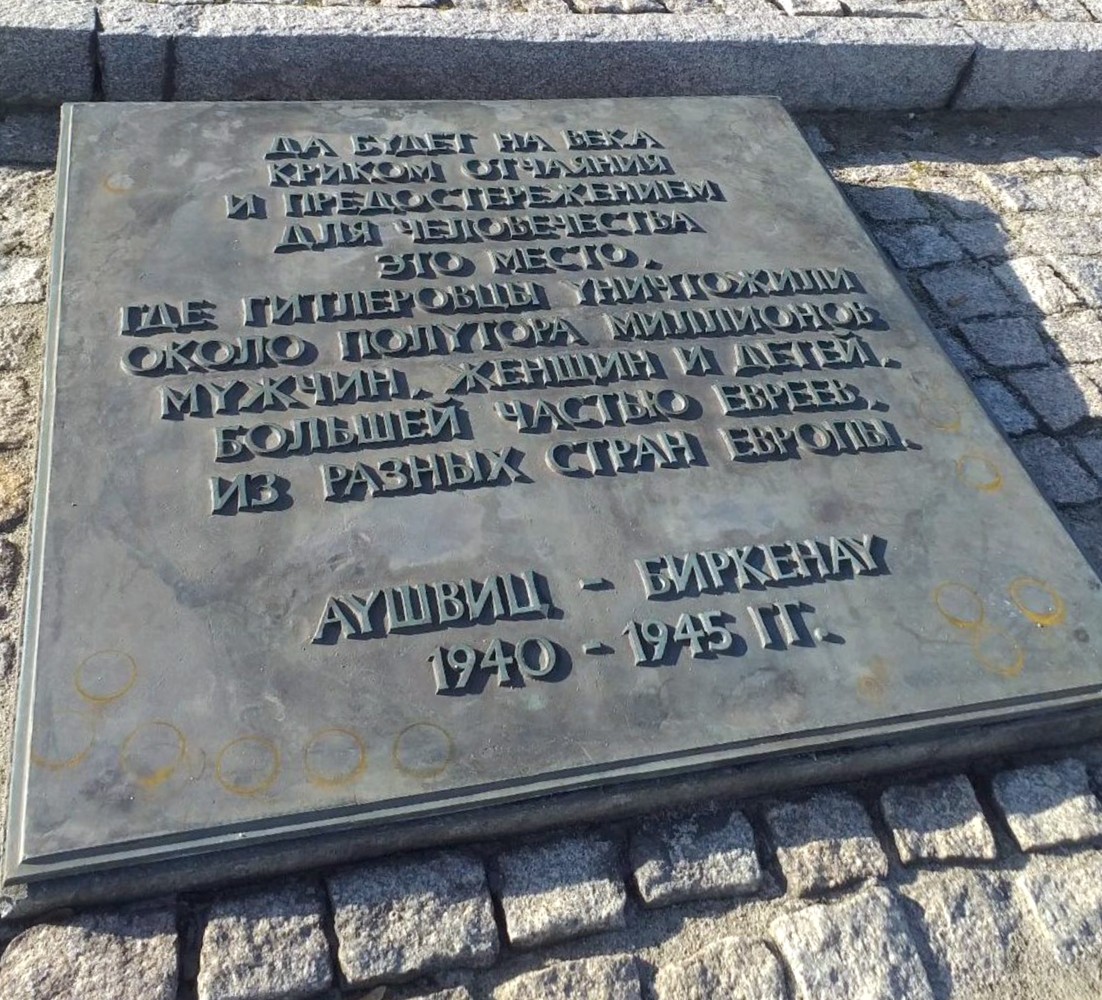 ДА БУДЕТ НА ВЕКА
КРИКОМ ОТЧАЯНИЯ
И ПРЕДОСТЕРЕЖЕНИЕМ
ДЛЯ ЧЕЛОВЕЧЕСТВА
ЭТО МЕСТО,
ГДЕ ГИТЛЕРОВЦЫ УНИЧТОЖИЛИ
ОКОЛО ПОЛУТОРА МИЛЛИОНОВ
МУЖЧИН, ЖЕНЩИН И ДЕТЕЙ,
БОЛЬШЕЙ ЧАСТЬЮ ЕВРЕЕВ,
ИЗ РАЗНЫХ СТРАН ЕВРОПЫ.
АУШВИЦ - БИРКЕНАУ
1940 - 1945 ГГ.